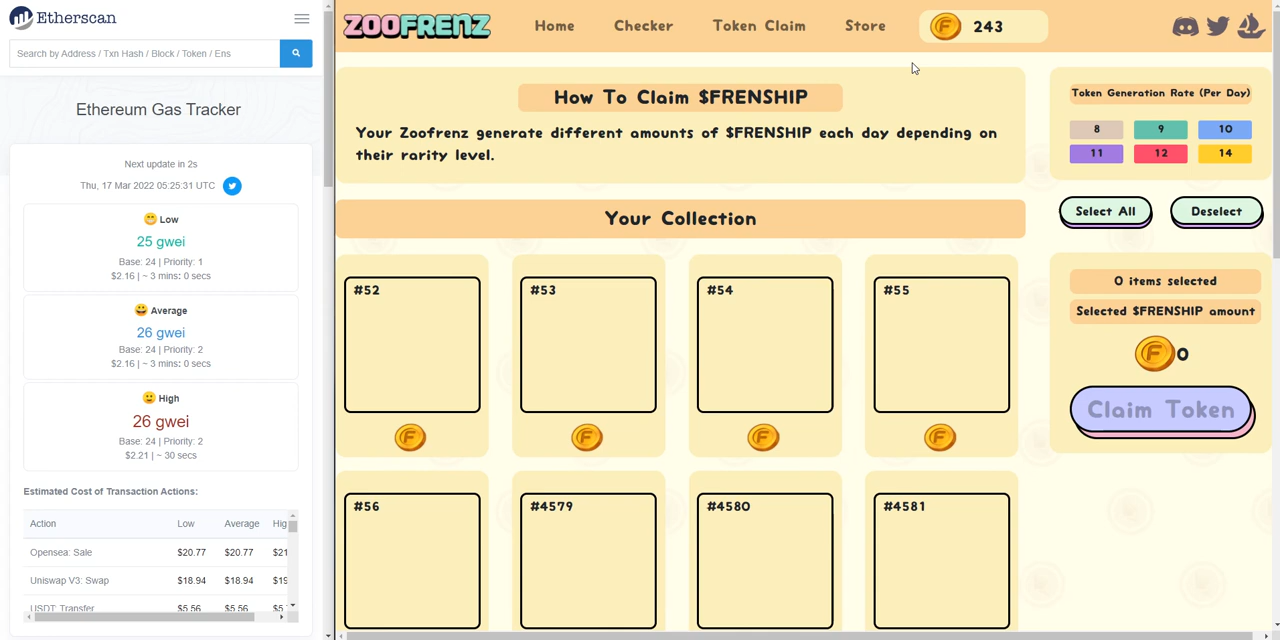 Etherscan
Search by Address / Txn Hash / Block / Token / Ens
Ethereum Gas Tracker
Next update in 2s
Thu, 17 Mar 2022 05:25:31 UTC
Low
25 gwei
Base: 24 | Priority: 1
$2.16 | ~ 3 mins: 0 secs
Average
26 gwei
Base: 24 | Priority: 2
$2.16 | ~ 3 mins: 0 secs
High
26 gwei
Base: 24 | Priority: 2
$2.21 | ~ 30 secs
Estimated Cost of Transaction Actions:
Action Low Average Hig
Opensea: Sale $20.77 $20.77 $21
Uniswap V3: Swap $18.94 $18.94 $19
USDT: Transfer $5.56 $5.56 $5
ZOOFRENZ Home Checker Token Claim Store F 243
How To Claim $FRENSHIP
Your Zoofrenz generate different amounts of $FRENSHIP each day depending on
their rarity level.
Your Collection
#52 #53 #54 #55
F F F F
#56 #4579 #4580 #4581
Token Generation Rate (Per Day)
8 9 10
11 12 14
Select All Deselect
0 items selected
Selected $FRENSHIP amount
F 0
Claim Token